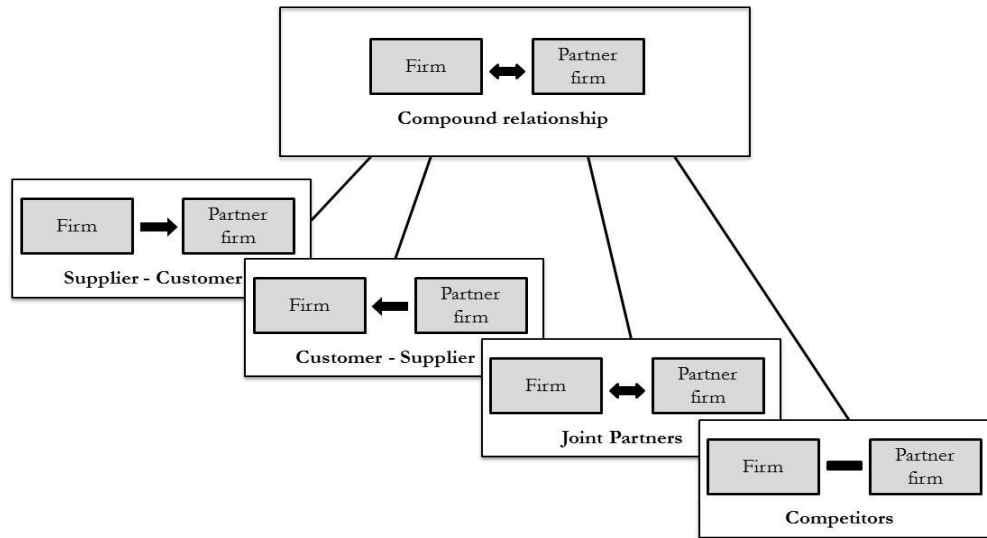 Firm
Partner
firm
Compound relationship
Firm
Partner
firm
Supplier - Customer
Firm
Partner
firm
Customer - Supplier
Firm
Partner
firm
Joint Partners
Firm
Partner
firm
Competitors